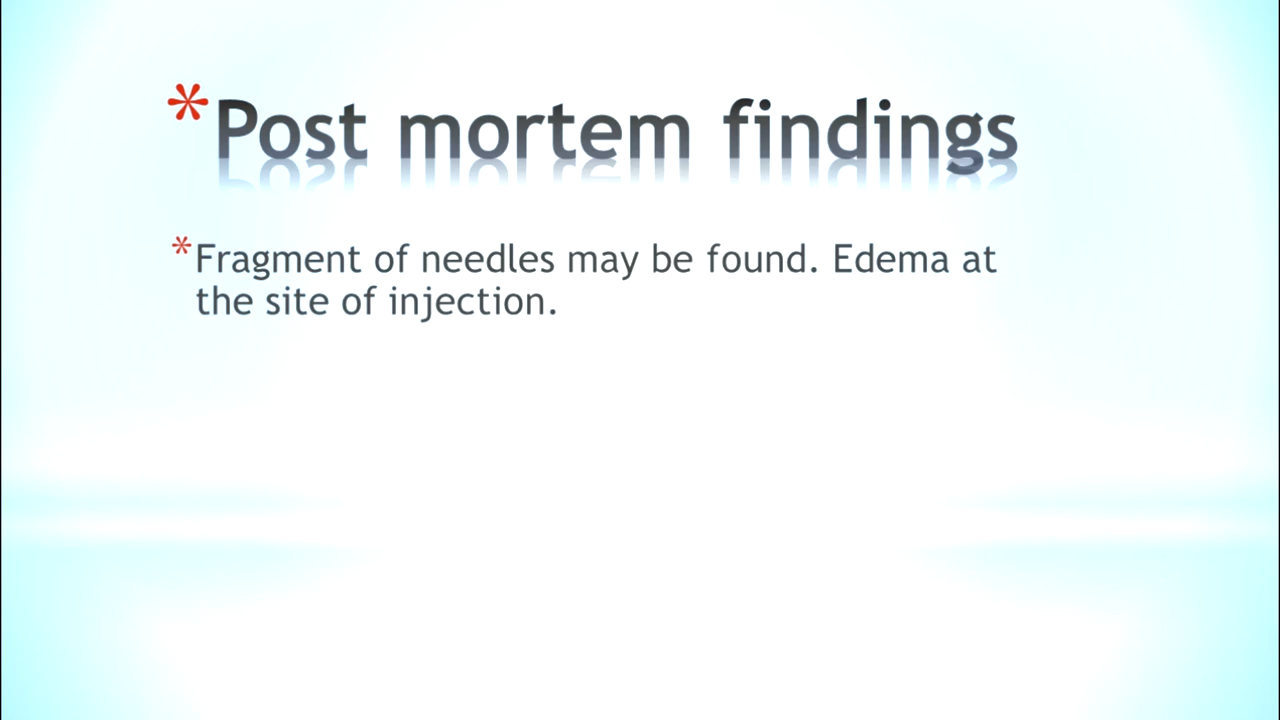 *Post mortem findings
*Fragment of needles may be found. Edema at
the site of injection.